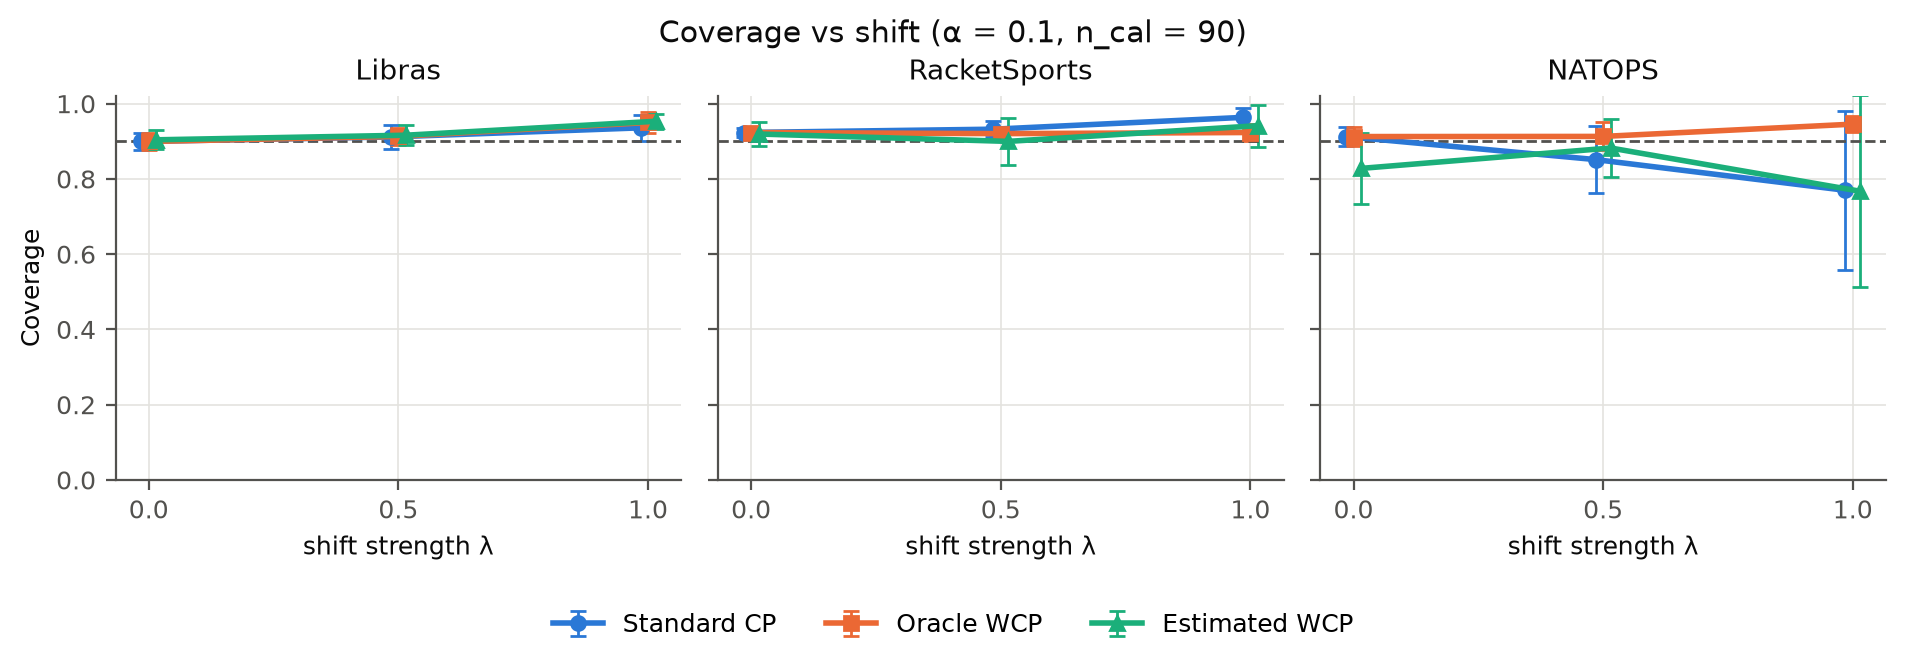 Coverage vs shift (α = 0.1, n_cal = 90)
Libras
RacketSports
NATOPS
Coverage
1.0
0.8
0.6
0.4
0.2
0.0
0.0 0.5 1.0
0.0 0.5 1.0
0.0 0.5 1.0
shift strength λ
shift strength λ
shift strength λ
Standard CP
Oracle WCP
Estimated WCP